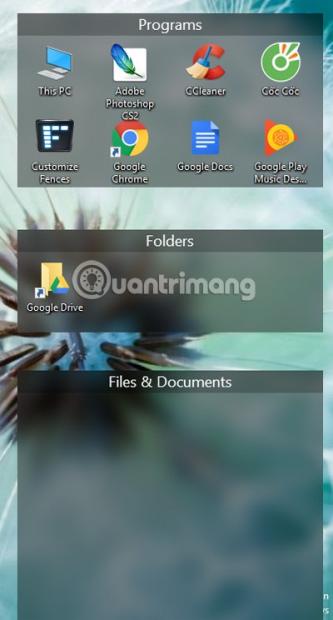 Programs
This PC
Adobe
Photoshop
CS2
CCleaner
Cốc Cốc
Customize
Fences
Google
Chrome
Google Docs
Google Play
Music Des...
Folders
Google Drive
Quantrimang
Files & Documents